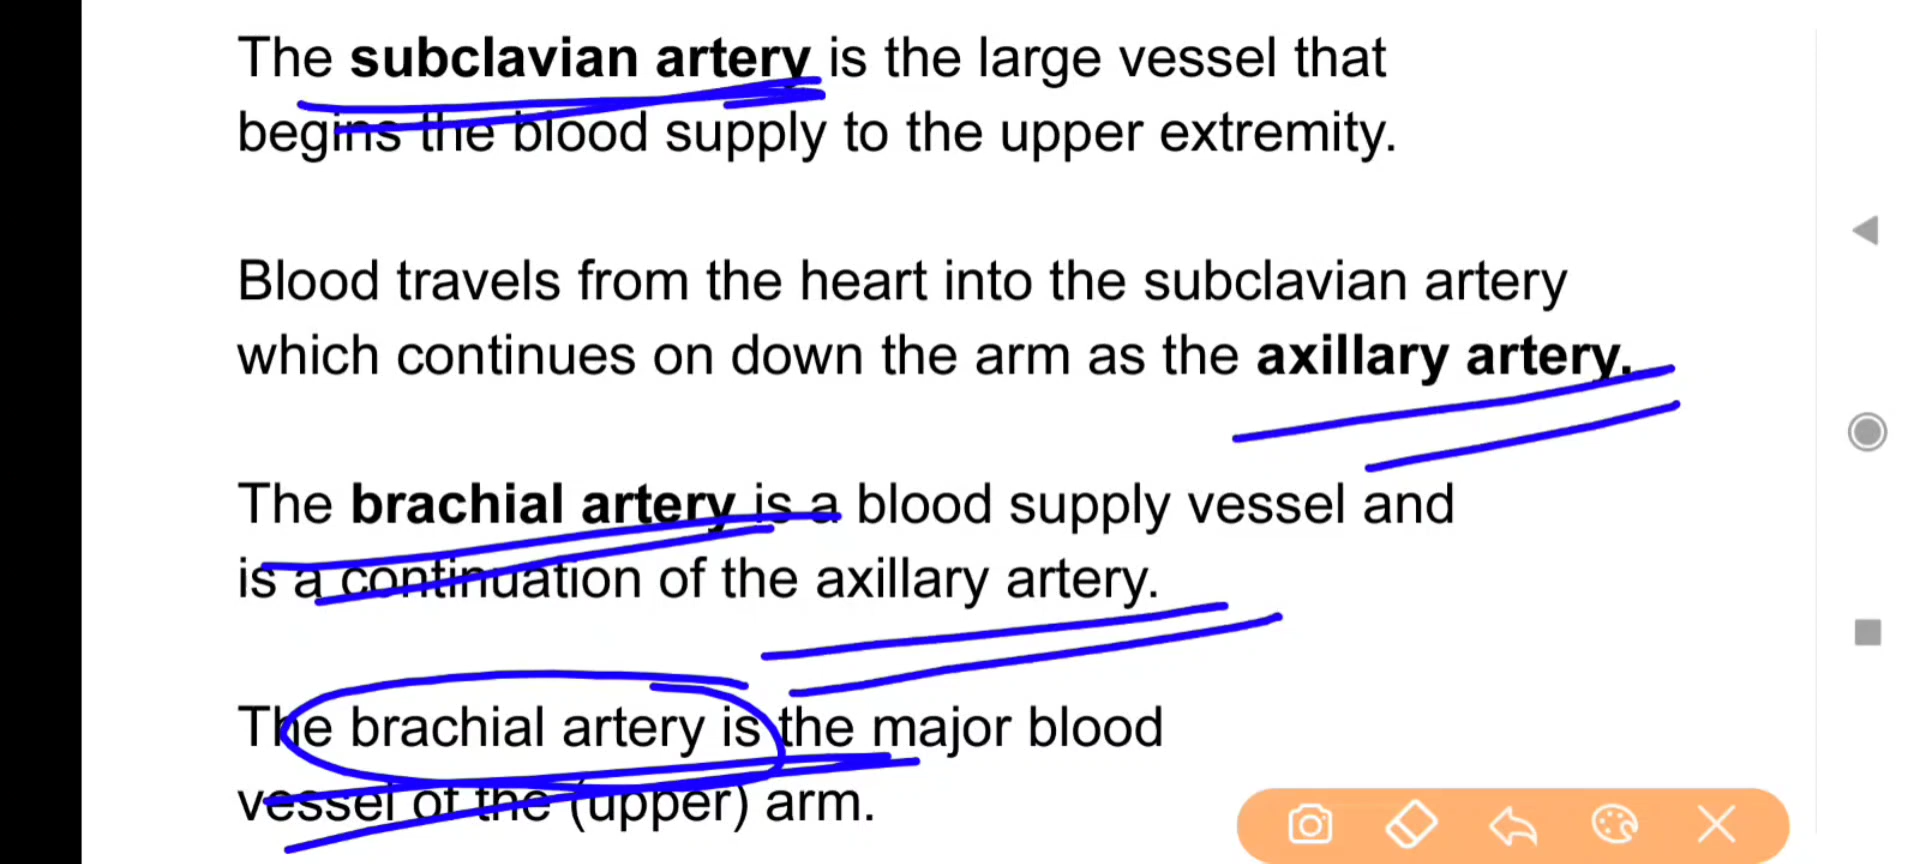 The subclavian artery is the large vessel that
begins the blood supply to the upper extremity.
Blood travels from the heart into the subclavian artery
which continues on down the arm as the axillary artery.
The brachial artery is a blood supply vessel and
is a continuation of the axillary artery.
The brachial artery is the major blood
vessel of the (upper) arm.